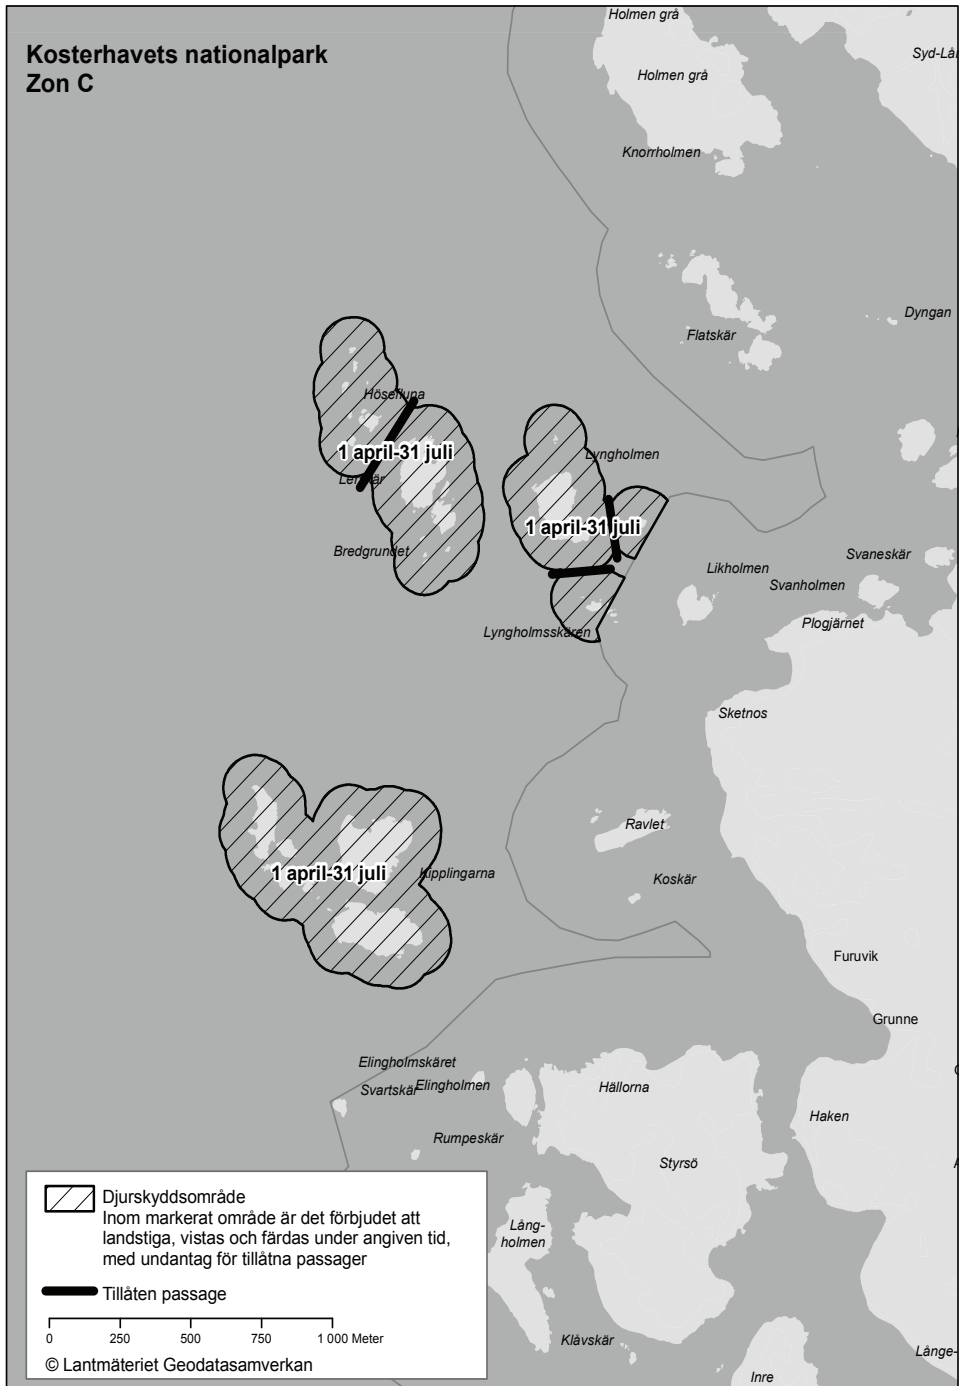 Kosterhavets nationalpark
Zon C
Holmen grå
Holmen grå
Knorrholmen
Flatskär
Dyngan
Hösefluna
1 april-31 juli
Bredgrundet
Lyngholmen
1 april-31 juli
Lyngholmsskären
Likholmen
Svaneskär
Svanholmen
Plogjärnet
Sketnos
Ravlet
Koskär
1 april-31 juli
Kipplingarna
Furuvik
Grunne
Elingholmskäret
Svartskär
Elingholmen
Hällorna
Haken
Rumpeskär
Styrsö
Lång-
holmen
Klåvskär
Inre
Långe-
Djurskyddsområde
Inom markerat område är det förbjudet att
landstiga, vistas och färdas under angiven tid,
med undantag för tillåtna passager
Tillåten passage
0 250 500 750 1 000 Meter
© Lantmäteriet Geodatasamverkan